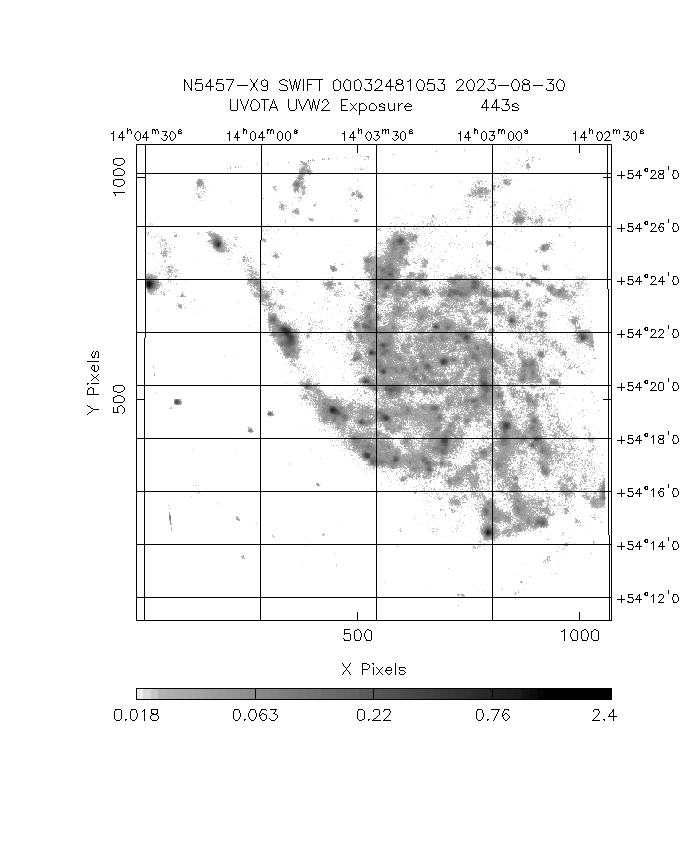 N5457-X9 SWIFT 00032481053 2023-08-30
UVOTA UVW2 Exposure 443s
14ʰ04ᵐ30ˢ 14ʰ04ᵐ00ˢ 14ʰ03ᵐ30ˢ 14ʰ03ᵐ00ˢ 14ʰ02ᵐ30ˢ
1000
+54°28'0
+54°26'0
+54°24'0
+54°22'0
Y Pixels
+54°20'0
500
+54°18'0
+54°16'0
+54°14'0
+54°12'0
500 1000
X Pixels
0.018 0.063 0.22 0.76 2.4